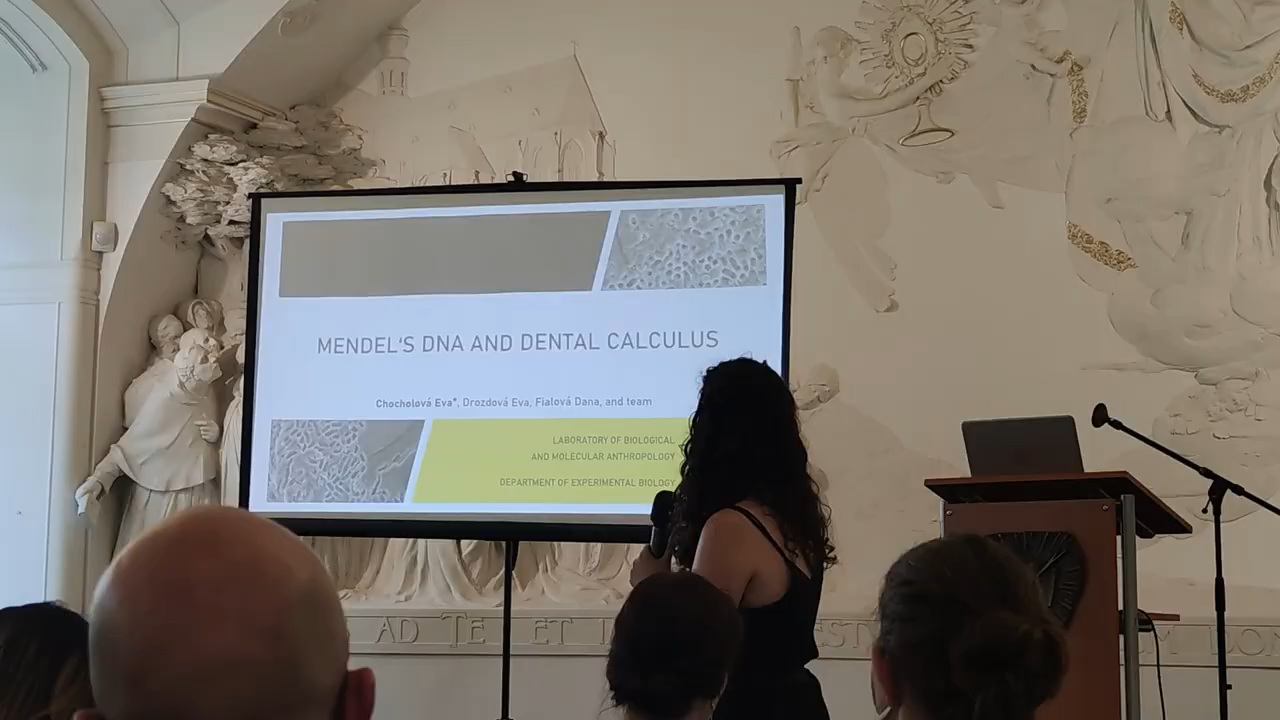 MENDEL'S DNA AND DENTAL CALCULUS
Chocholová Eva*, Drozdová Eva, Fialová Dana, and team
LABORATORY OF BIOLOGICAL
AND MOLECULAR ANTHROPOLOGY
DEPARTMENT OF EXPERIMENTAL BIOLOGY
AD TE ET